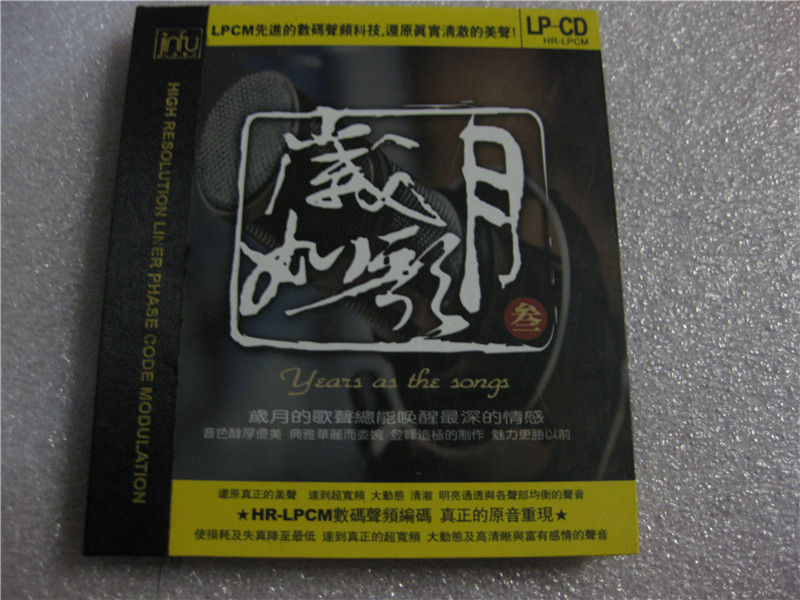 jinfu
LPCM先進的數碼聲頻科技,還原真實清澈的美聲!
LP-CD
HR-LPCM
HIGH RESOLUTION LINER PHASE CODE MODULATION
歲月
如歌
叁
Years as the songs
歲月的歌聲總能喚醒最深的情感
音色醇厚優美 典雅華麗而委婉 登峰造極的制作 魅力更勝以前
還原真正的美聲 達到超寬頻 大動態 清澈 明亮通透與各聲部均衡的聲音
★HR-LPCM數碼聲頻編碼 真正的原音重現★
使損耗及失真降至最低 達到真正的超寬頻 大動態及高清晰與富有感情的聲音